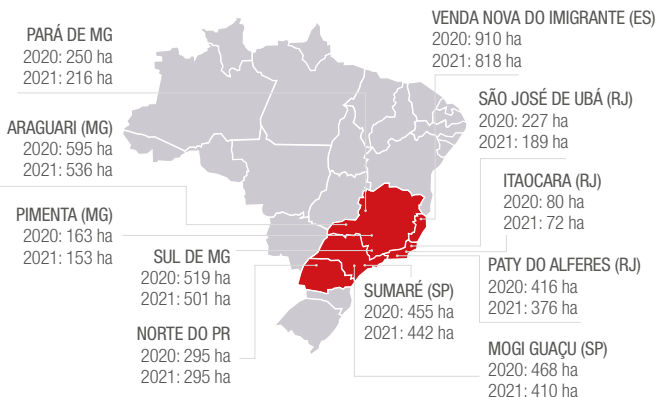 PARÁ DE MG
2020: 250 ha
2021: 216 ha
ARAGUARI (MG)
2020: 595 ha
2021: 536 ha
PIMENTA (MG)
2020: 163 ha
2021: 153 ha
SUL DE MG
2020: 519 ha
2021: 501 ha
NORTE DO PR
2020: 295 ha
2021: 295 ha
VENDA NOVA DO IMIGRANTE (ES)
2020: 910 ha
2021: 818 ha
SÃO JOSÉ DE UBÁ (RJ)
2020: 227 ha
2021: 189 ha
ITAOCARA (RJ)
2020: 80 ha
2021: 72 ha
PATY DO ALFERES (RJ)
2020: 416 ha
2021: 376 ha
SUMARÉ (SP)
2020: 455 ha
2021: 442 ha
MOGI GUAÇU (SP)
2020: 468 ha
2021: 410 ha